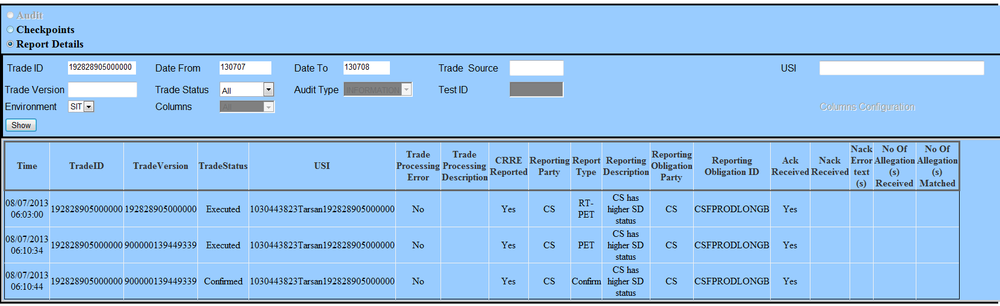 Audit
Checkpoints
Report Details
Trade ID 192828905000000 Date From 130707 Date To 130708 Trade Source USI
Trade Version Trade Status All Audit Type INFORMATION Test ID
Environment SIT Columns All Columns Configuration
Show
Time TradeID TradeVersion TradeStatus USI Trade Processing Error Trade Processing Description CRRE Reported Reporting Party Report Type Reporting Description Reporting Obligation Party Reporting Obligation ID Ack Received Nack Received Nack Error text (s) No Of Allegation(s) Received No Of Allegation(s) Matched
08/07/2013 06:03:00 192828905000000 192828905000000 Executed 1030443823Tarsan192828905000000 No Yes CS RT-PET CS has higher SD status CS CSFPRODLONGB Yes
08/07/2013 06:10:34 192828905000000 900000139449339 Executed 1030443823Tarsan192828905000000 No Yes CS PET CS has higher SD status CS CSFPRODLONGB Yes
08/07/2013 06:10:44 192828905000000 900000139449339 Confirmed 1030443823Tarsan192828905000000 No Yes CS Confirm CS has higher SD status CS CSFPRODLONGB Yes